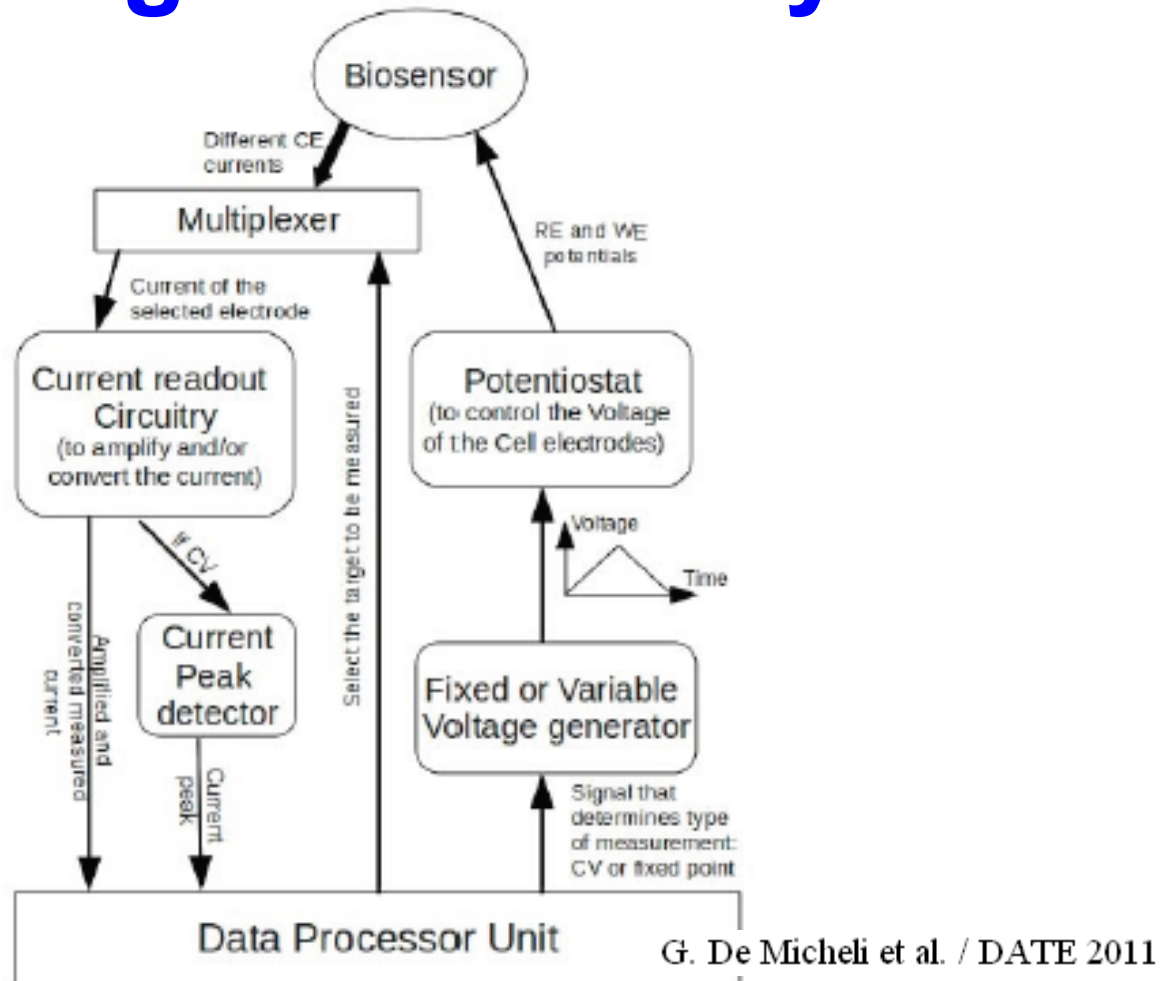 Biosensor
Different CE
currents
Multiplexer
RE and WE
potentials
Current of the
selected electrode
Current readout
Circuitry
(to amplify and/or
convert the current)
Potentiostat
(to control the Voltage
of the Cell electrodes)
Select the target to be measured
Voltage
Time
If CV
Amplified and
converted measured
current
Current
Peak
detector
Fixed or Variable
Voltage generator
Current
peak
Signal that
determines type
of measurement:
CV or fixed point
Data Processor Unit
G. De Micheli et al. / DATE 2011